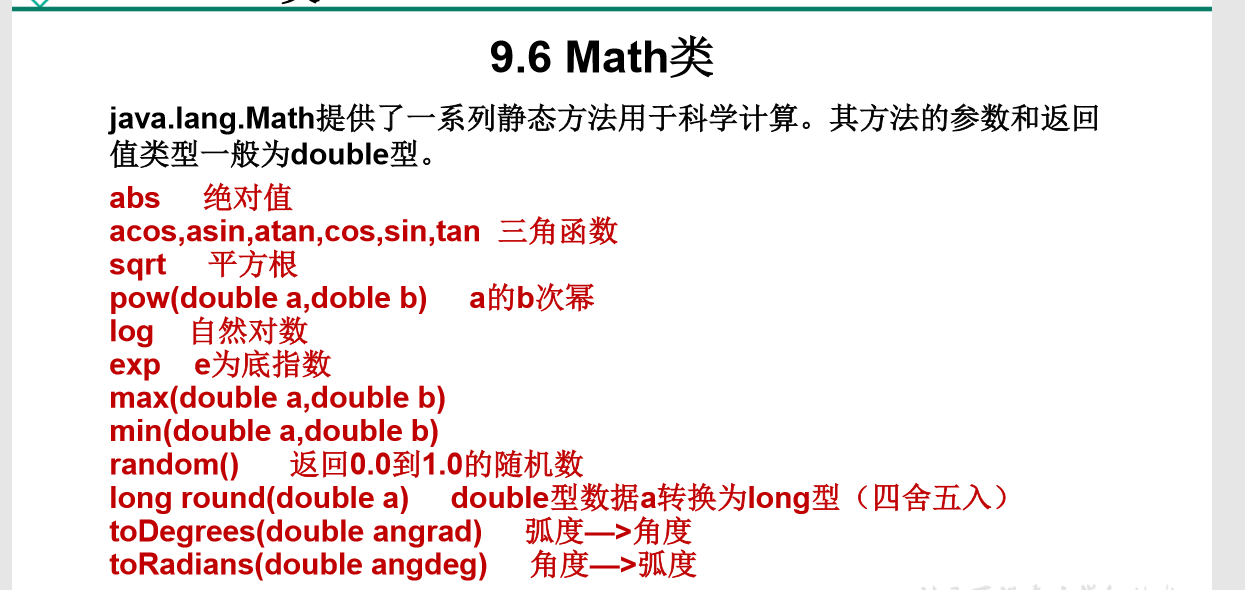 9.6 Math类
java.lang.Math提供了一系列静态方法用于科学计算。其方法的参数和返回
值类型一般为double型。
abs 绝对值
acos,asin,atan,cos,sin,tan 三角函数
sqrt 平方根
pow(double a,doble b) a的b次幂
log 自然对数
exp e为底指数
max(double a,double b)
min(double a,double b)
random() 返回0.0到1.0的随机数
long round(double a) double型数据a转换为long型（四舍五入）
toDegrees(double angrad) 弧度—>角度
toRadians(double angdeg) 角度—>弧度